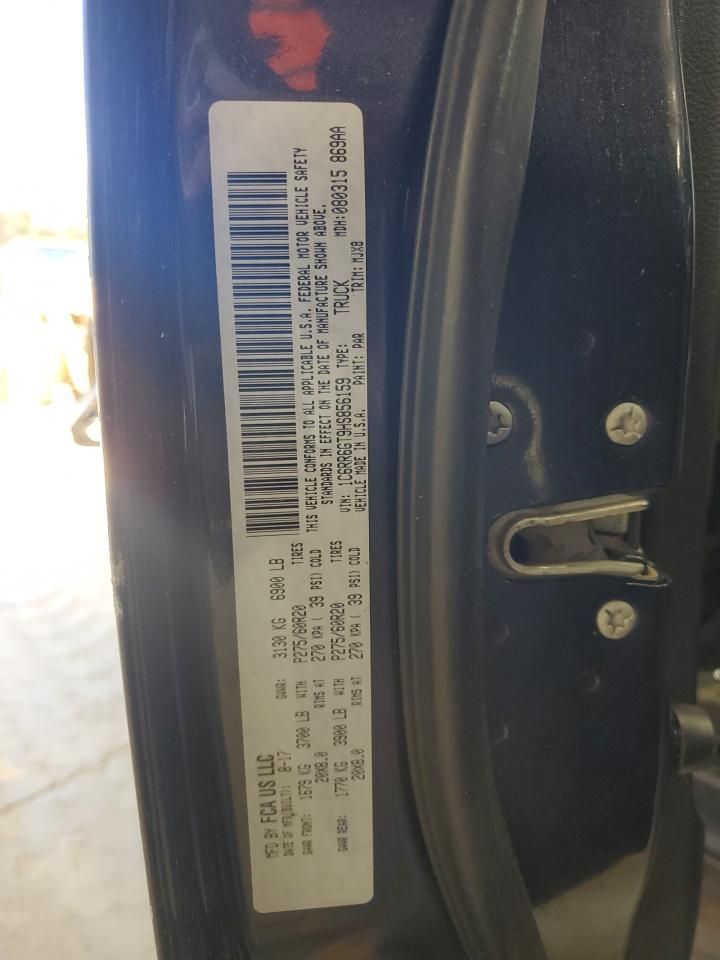 MFD BY FCA US LLC
DATE OF MFR(BUILT): 8-17 GVWR: 3130 KG 6900 LB
GAWR FRONT: 1679 KG 3700 LB WITH P275/60R20 TIRES
20X8.0 RIMS AT 270 KPA ( 39 PSI) COLD
GAWR REAR: 1770 KG 3900 LB WITH P275/60R20 TIRES
20X8.0 RIMS AT 270 KPA ( 39 PSI) COLD
THIS VEHICLE CONFORMS TO ALL APPLICABLE U.S.A. FEDERAL MOTOR VEHICLE SAFETY
STANDARDS IN EFFECT ON THE DATE OF MANUFACTURE SHOWN ABOVE.
VIN: 1C6RR6GT9HS856159 TYPE: TRUCK MDH:080315 869AA
VEHICLE MADE IN U.S.A. PAINT: PAR TRIM: MJX8